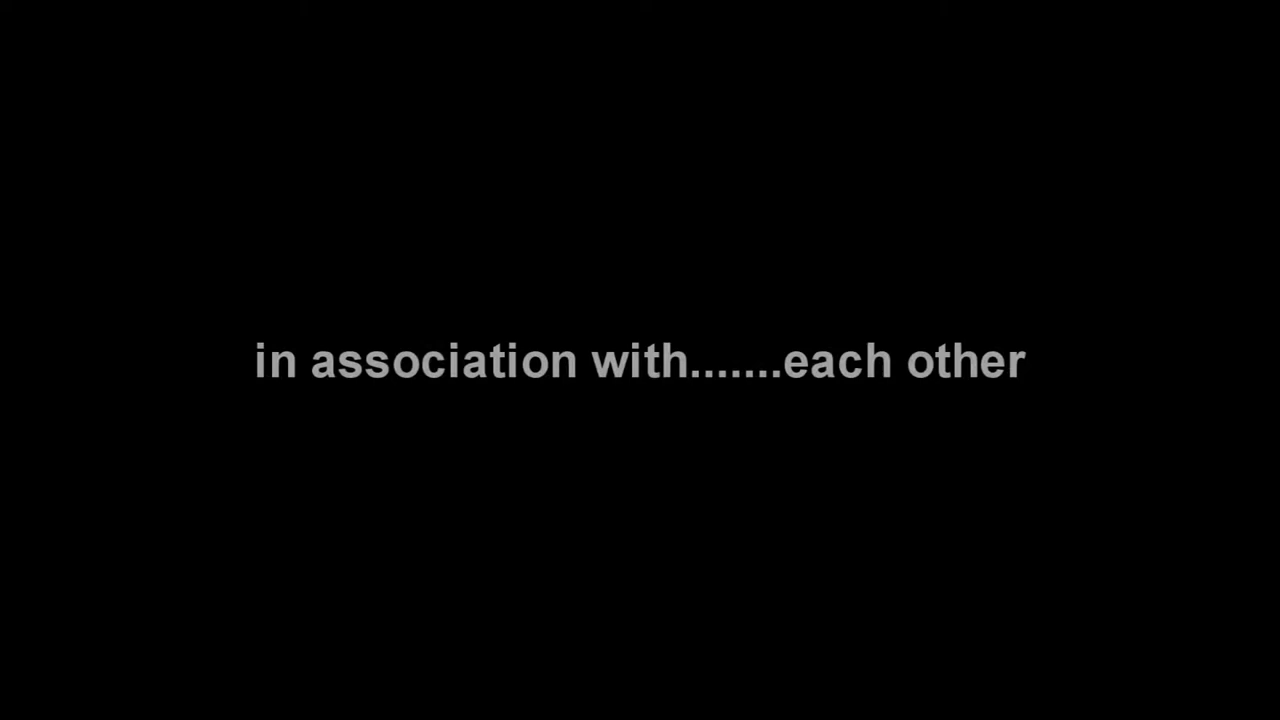 in association with.......each other